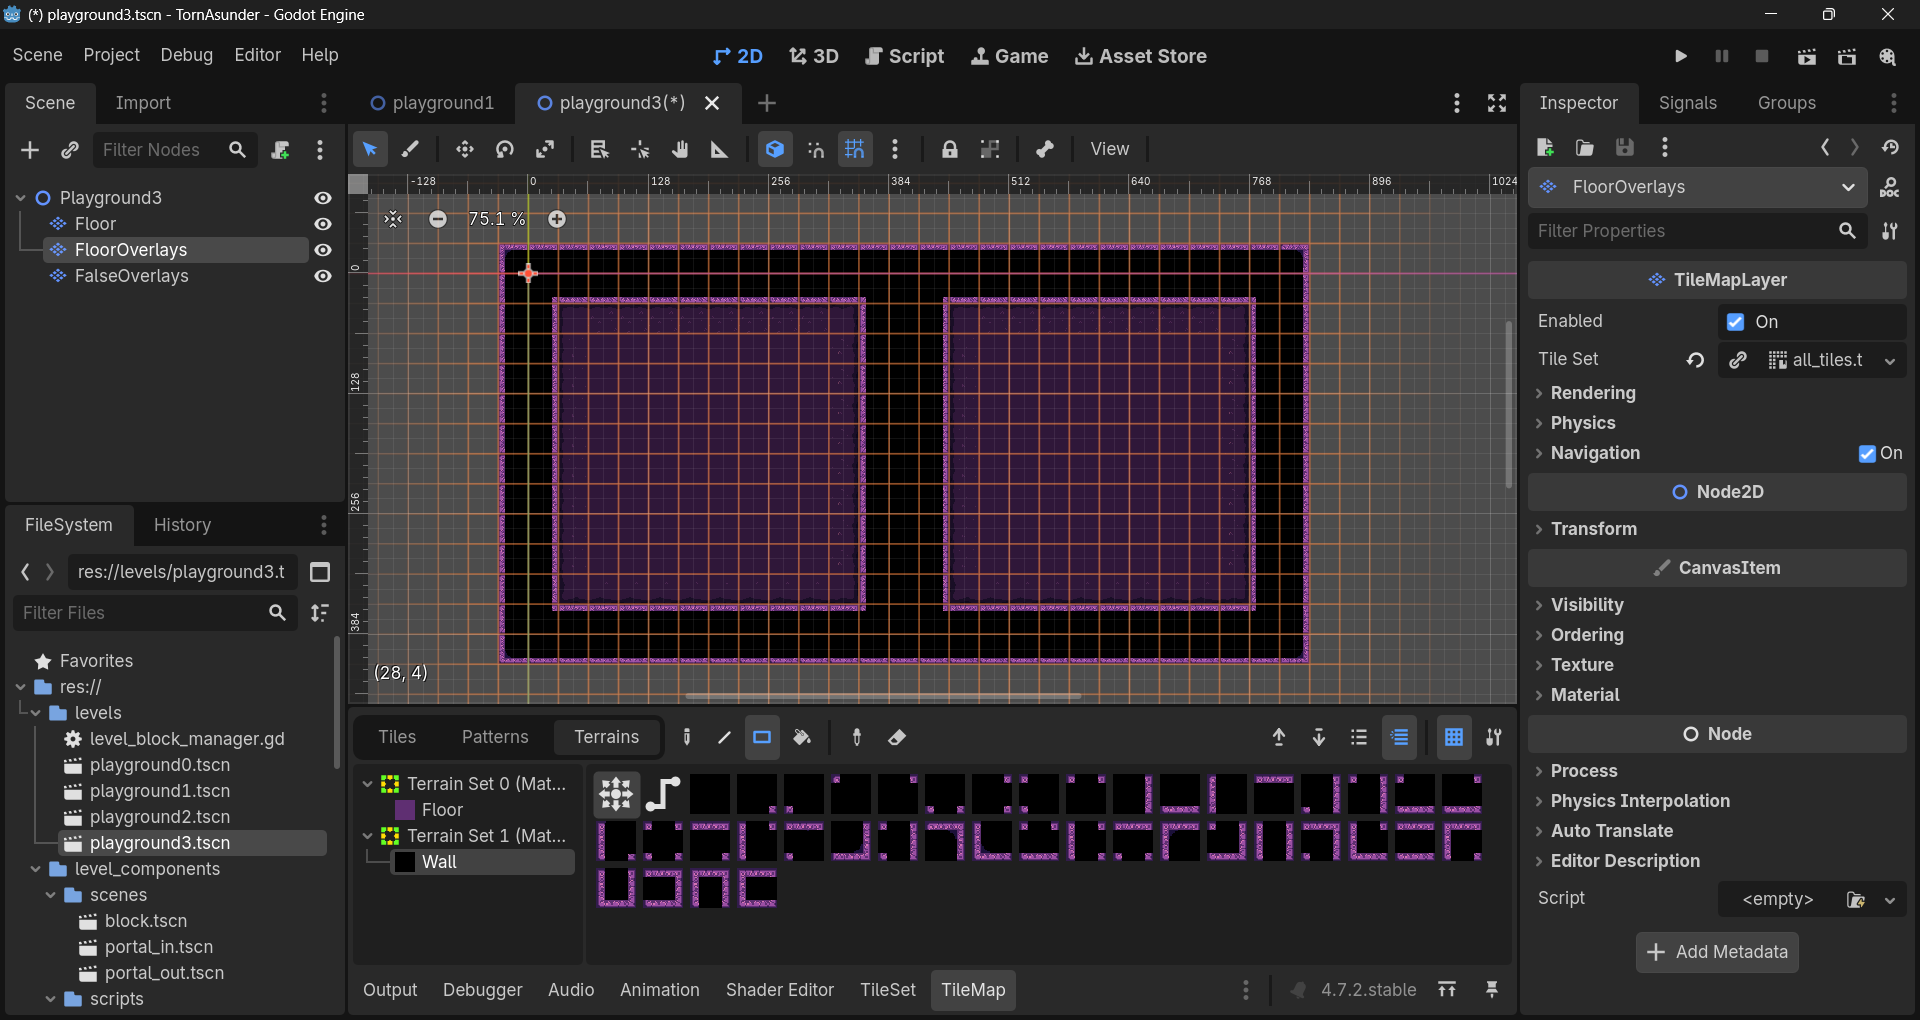 (*) playground3.tscn - TornAsunder - Godot Engine
Scene Project Debug Editor Help
2D 3D Script Game Asset Store
Scene Import
playground1 playground3(*)
Inspector Signals Groups
Filter Nodes
View
Playground3
Floor
FloorOverlays
FalseOverlays
-128 0 128 256 384 512 640 768 896 1024
75.1 %
0
128
256
384
(28, 4)
FloorOverlays
Filter Properties
TileMapLayer
Enabled On
Tile Set all_tiles.t
Rendering
Physics
Navigation On
Node2D
Transform
CanvasItem
Visibility
Ordering
Texture
Material
Node
Process
Physics Interpolation
Auto Translate
Editor Description
Script <empty>
Add Metadata
FileSystem History
res://levels/playground3.t
Filter Files
Favorites
res://
levels
level_block_manager.gd
playground0.tscn
playground1.tscn
playground2.tscn
playground3.tscn
level_components
scenes
block.tscn
portal_in.tscn
portal_out.tscn
scripts
Tiles Patterns Terrains
Terrain Set 0 (Mat...
Floor
Terrain Set 1 (Mat...
Wall
Output Debugger Audio Animation Shader Editor TileSet TileMap
4.7.2.stable